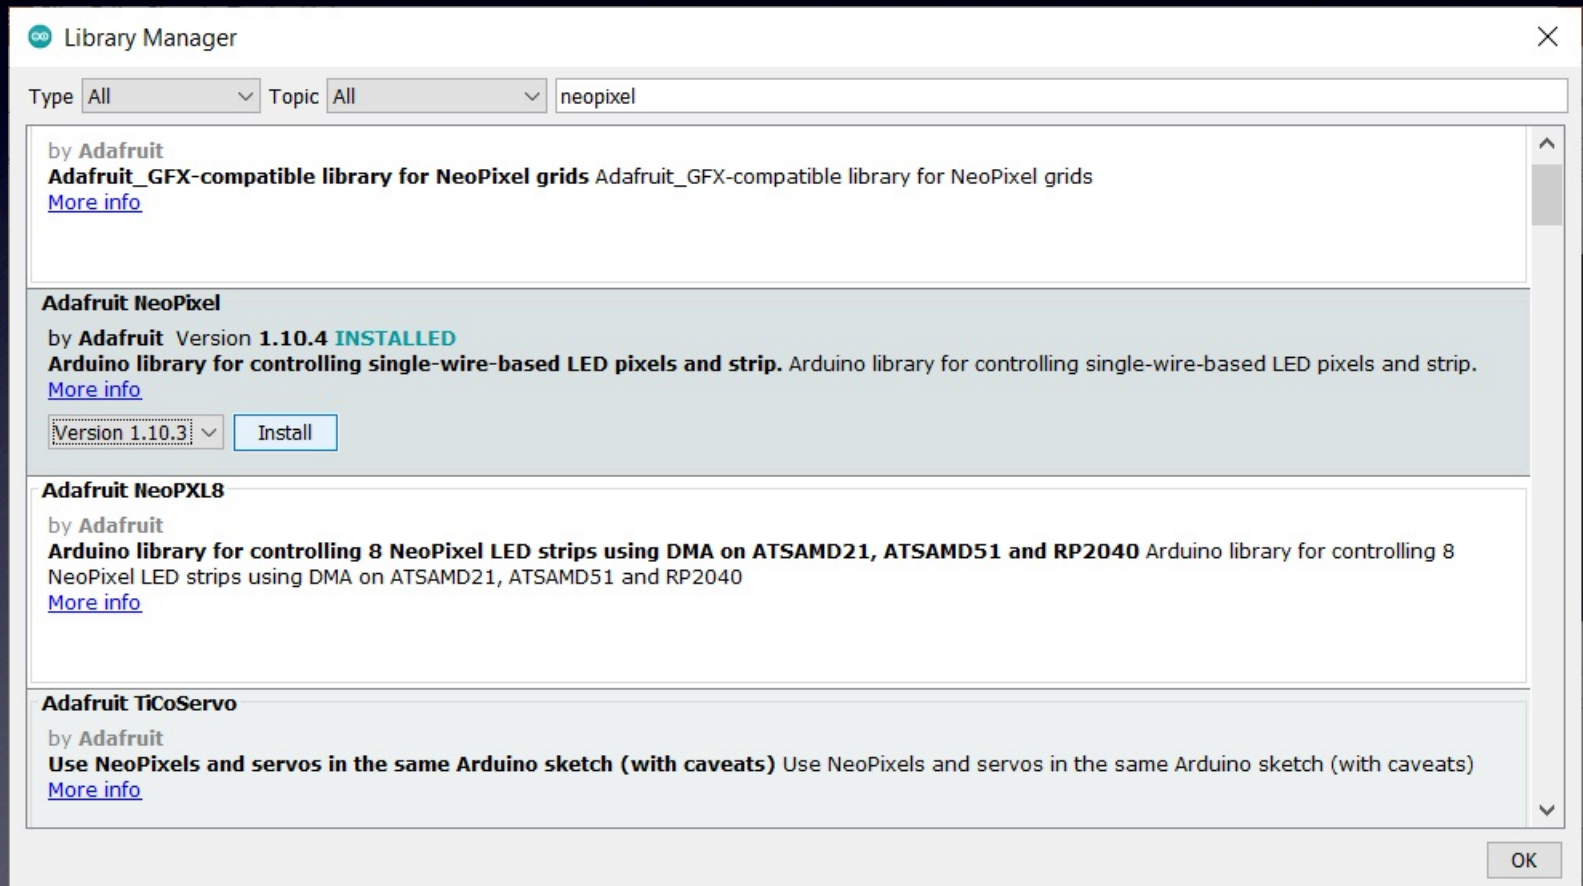 Library Manager
Type All Topic All neopixel
by Adafruit
Adafruit_GFX-compatible library for NeoPixel grids Adafruit_GFX-compatible library for NeoPixel grids
More info
Adafruit NeoPixel
by Adafruit Version 1.10.4 INSTALLED
Arduino library for controlling single-wire-based LED pixels and strip. Arduino library for controlling single-wire-based LED pixels and strip.
More info
Version 1.10.3 Install
Adafruit NeoPXL8
by Adafruit
Arduino library for controlling 8 NeoPixel LED strips using DMA on ATSAMD21, ATSAMD51 and RP2040 Arduino library for controlling 8
NeoPixel LED strips using DMA on ATSAMD21, ATSAMD51 and RP2040
More info
Adafruit TiCoServo
by Adafruit
Use NeoPixels and servos in the same Arduino sketch (with caveats) Use NeoPixels and servos in the same Arduino sketch (with caveats)
More info
OK